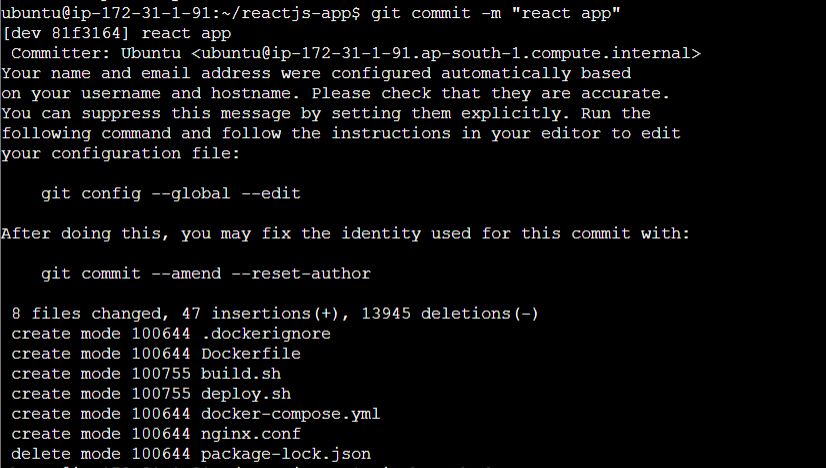 ubuntu@ip-172-31-1-91:~/reactjs-app$ git commit -m "react app"
[dev 81f3164] react app
 Committer: Ubuntu <ubuntu@ip-172-31-1-91.ap-south-1.compute.internal>
Your name and email address were configured automatically based
on your username and hostname. Please check that they are accurate.
You can suppress this message by setting them explicitly. Run the
following command and follow the instructions in your editor to edit
your configuration file:

    git config --global --edit

After doing this, you may fix the identity used for this commit with:

    git commit --amend --reset-author

 8 files changed, 47 insertions(+), 13945 deletions(-)
 create mode 100644 .dockerignore
 create mode 100644 Dockerfile
 create mode 100755 build.sh
 create mode 100755 deploy.sh
 create mode 100644 docker-compose.yml
 create mode 100644 nginx.conf
 delete mode 100644 package-lock.json